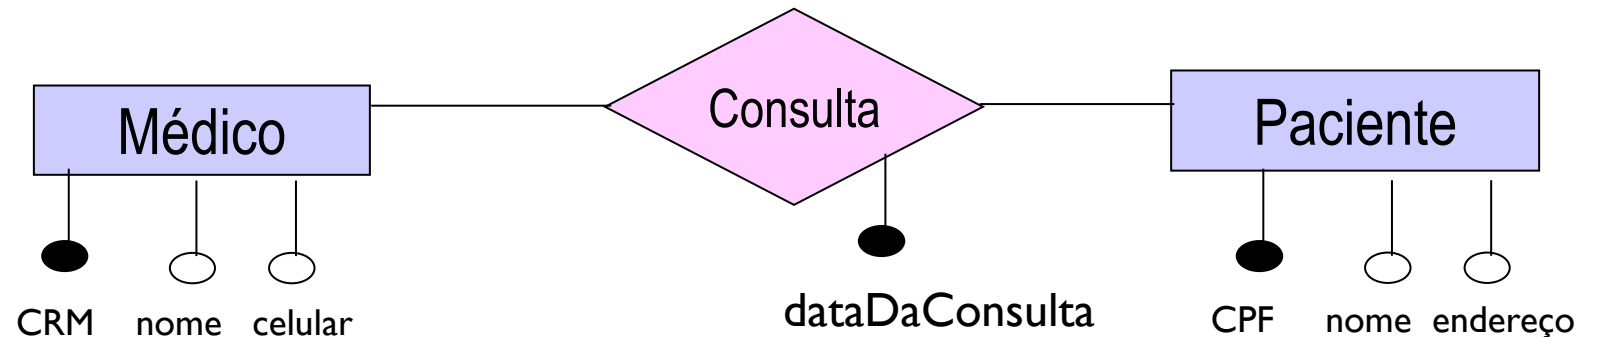 Médico
Consulta
Paciente
CRM nome celular
dataDaConsulta
CPF nome endereço